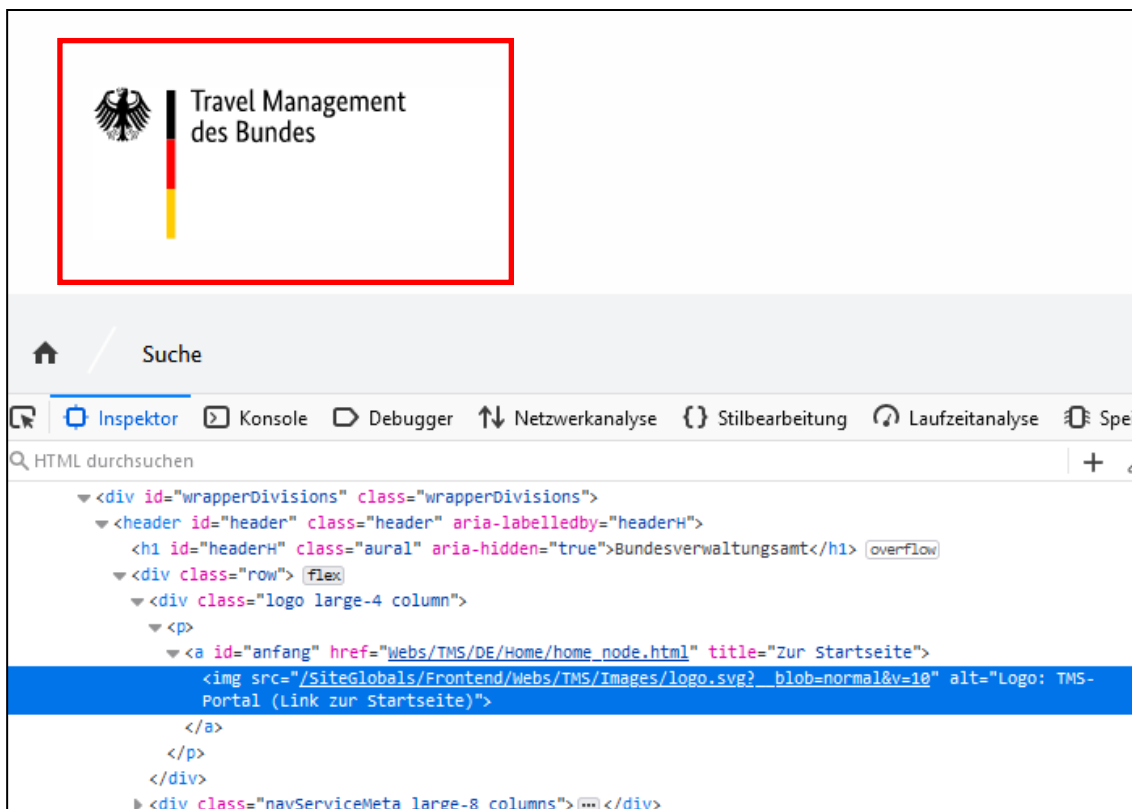 Travel Management
des Bundes
Suche
Inspektor Konsole Debugger Netzwerkanalyse {} Stilbearbeitung Laufzeitanalyse
HTML durchsuchen +
<div id="wrapperDivisions" class="wrapperDivisions">
<header id="header" class="header" aria-labelledby="headerH">
<h1 id="headerH" class="aural" aria-hidden="true">Bundesverwaltungsamt</h1> overflow
<div class="row"> flex
<div class="logo large-4 column">
<p>
<a id="anfang" href="Webs/TMS/DE/Home/home_node.html" title="Zur Startseite">
<img src="/SiteGlobals/Frontend/Webs/TMS/Images/logo.svg?__blob=normal&v=10" alt="Logo: TMS-
Portal (Link zur Startseite)">
</a>
</p>
</div>
<div class="navServiceMeta large-8 columns"> ... </div>